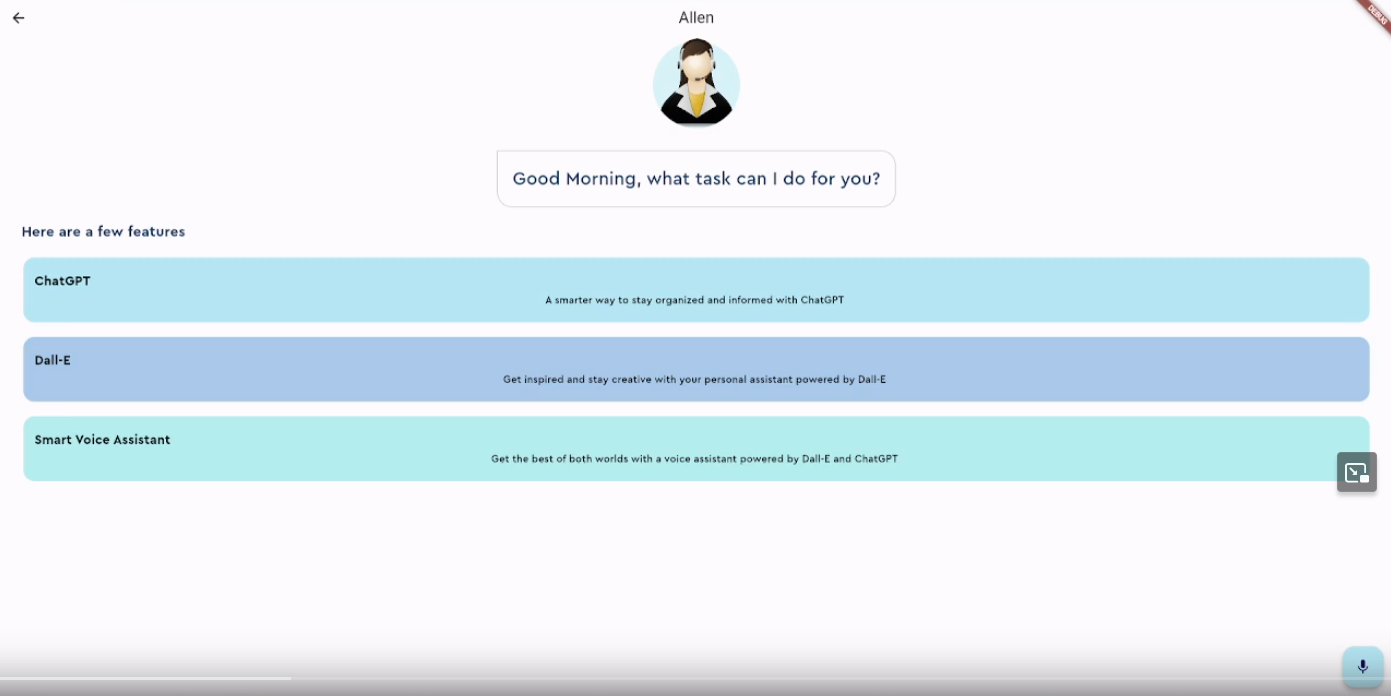 Allen
DEBUG
Good Morning, what task can I do for you?
Here are a few features
ChatGPT
A smarter way to stay organized and informed with ChatGPT
Dall-E
Get inspired and stay creative with your personal assistant powered by Dall-E
Smart Voice Assistant
Get the best of both worlds with a voice assistant powered by Dall-E and ChatGPT